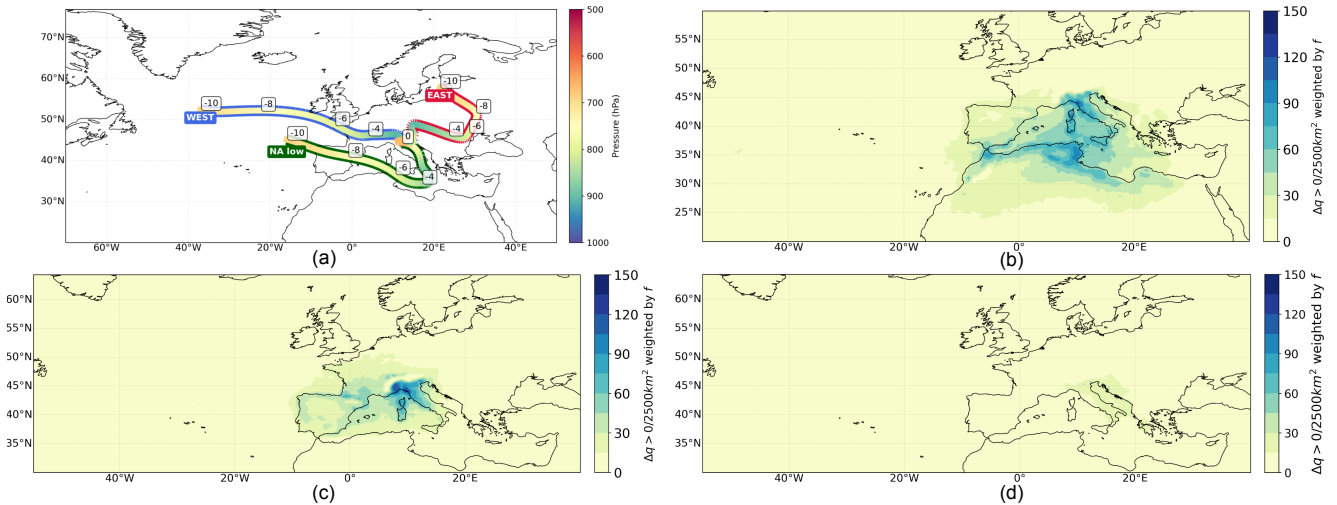 77°N
67°N
57°N
50°N
40°N
30°N
60°W
40°W
20°W
0°
20°E
40°E
-10
-8
-6
-4
WEST
-10
-8
-6
-4
NA low
-10
-8
-6
-4
EAST
0
500
600
700
800
900
1000
Pressure (hPa)
(a)
55°N
50°N
45°N
40°N
35°N
30°N
25°N
40°W
20°W
0°
20°E
150
120
90
60
30
0
Δq > 0/2500km² weighted by f
(b)
60°N
55°N
50°N
45°N
40°N
35°N
40°W
20°W
0°
20°E
150
120
90
60
30
0
Δq > 0/2500km² weighted by f
(c)
60°N
55°N
50°N
45°N
40°N
35°N
40°W
20°W
0°
20°E
150
120
90
60
30
0
Δq > 0/2500km² weighted by f
(d)